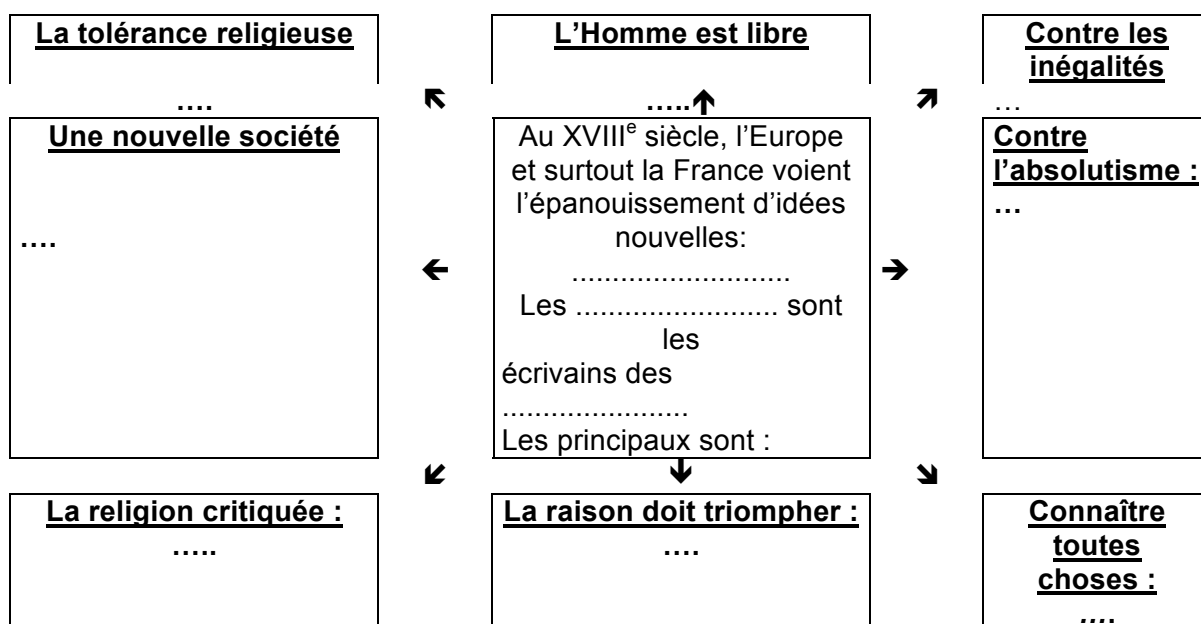 La tolérance religieuse
….
L’Homme est libre
…..
Contre les
inégalités
…
Une nouvelle société
….
Au XVIIIe siècle, l’Europe
et surtout la France voient
l’épanouissement d’idées
nouvelles:
...........................
Les ......................... sont
les
écrivains des
.......................
Les principaux sont :
Contre
l’absolutisme :
…
La religion critiquée :
…..
La raison doit triompher :
….
Connaître
toutes
choses :
….